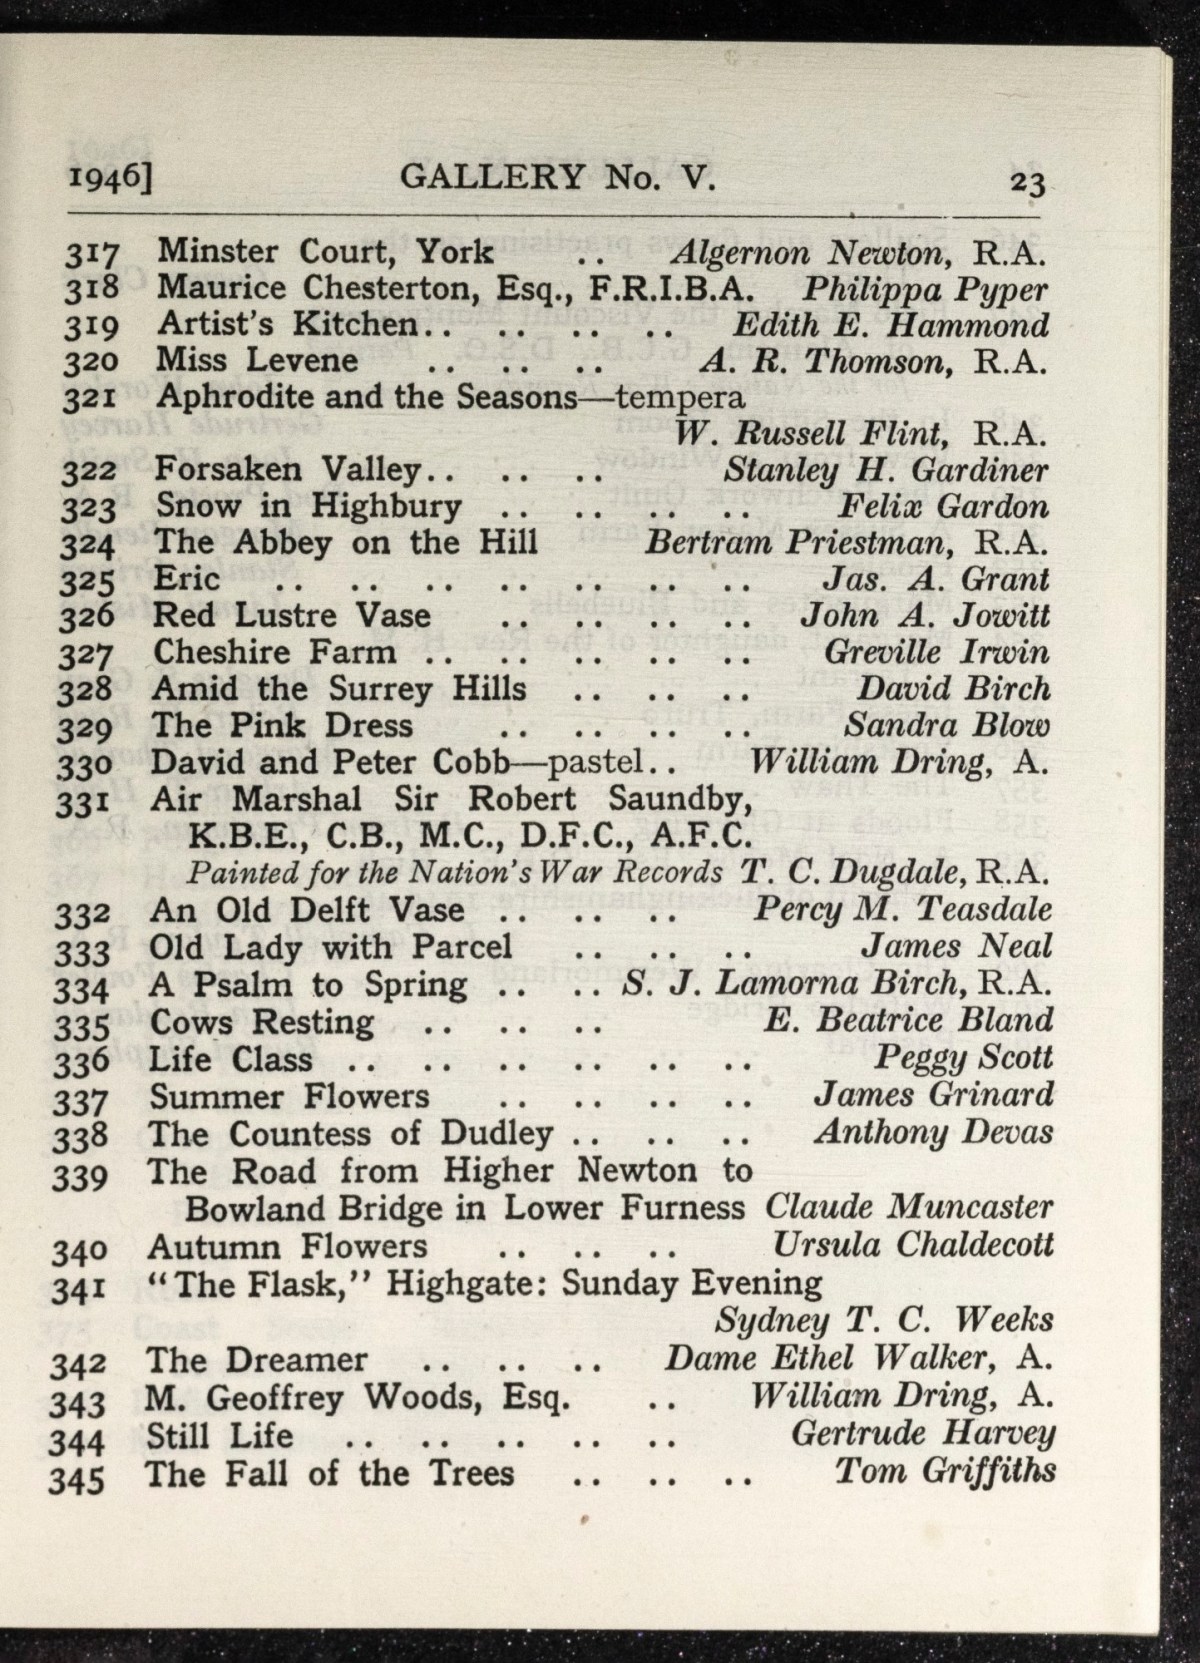 1946] GALLERY No. V. 23
317 Minster Court, York .. Algernon Newton, R.A.
318 Maurice Chesterton, Esq., F.R.I.B.A. Philippa Pyper
319 Artist's Kitchen.. .. .. .. Edith E. Hammond
320 Miss Levene .. .. .. A. R. Thomson, R.A.
321 Aphrodite and the Seasons—tempera
W. Russell Flint, R.A.
322 Forsaken Valley.. .. .. Stanley H. Gardiner
323 Snow in Highbury .. .. .. .. Felix Gardon
324 The Abbey on the Hill Bertram Priestman, R.A.
325 Eric .. .. .. .. .. .. .. Jas. A. Grant
326 Red Lustre Vase .. .. .. .. John A. Jowitt
327 Cheshire Farm .. .. .. .. .. Greville Irwin
328 Amid the Surrey Hills .. .. .. David Birch
329 The Pink Dress .. .. .. .. Sandra Blow
330 David and Peter Cobb—pastel.. William Dring, A.
331 Air Marshal Sir Robert Saundby,
K.B.E., C.B., M.C., D.F.C., A.F.C.
Painted for the Nation's War Records T. C. Dugdale, R.A.
332 An Old Delft Vase .. .. .. Percy M. Teasdale
333 Old Lady with Parcel .. .. .. James Neal
334 A Psalm to Spring .. .. S. J. Lamorna Birch, R.A.
335 Cows Resting .. .. .. E. Beatrice Bland
336 Life Class .. .. .. .. .. .. Peggy Scott
337 Summer Flowers .. .. .. .. James Grinard
338 The Countess of Dudley .. .. .. Anthony Devas
339 The Road from Higher Newton to
Bowland Bridge in Lower Furness Claude Muncaster
340 Autumn Flowers .. .. .. Ursula Chaldecott
341 "The Flask," Highgate: Sunday Evening
Sydney T. C. Weeks
342 The Dreamer .. .. .. Dame Ethel Walker, A.
343 M. Geoffrey Woods, Esq. .. William Dring, A.
344 Still Life .. .. .. .. .. Gertrude Harvey
345 The Fall of the Trees .. .. .. Tom Griffiths